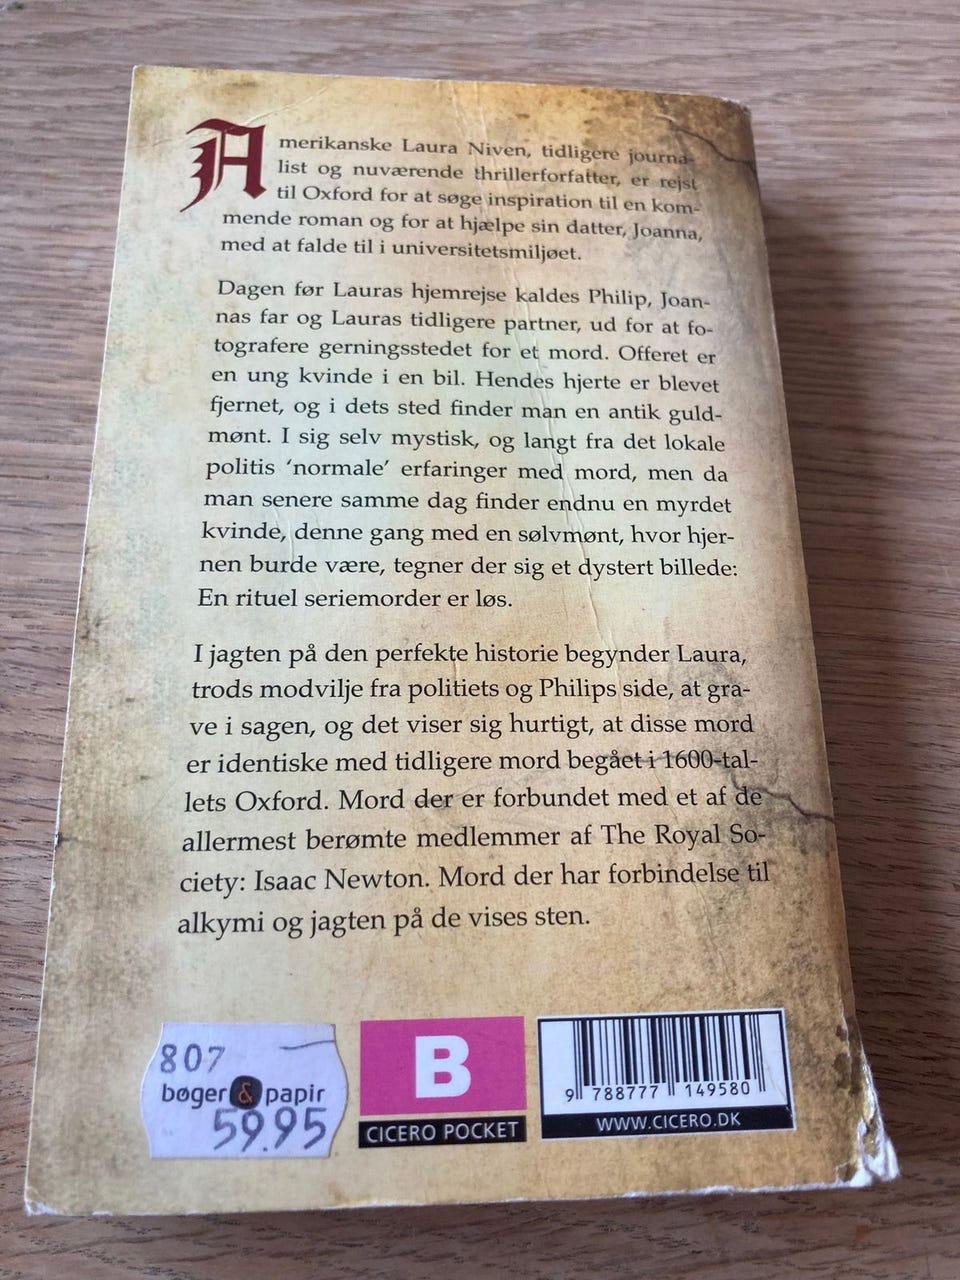 Amerikanske Laura Niven, tidligere journa-
list og nuværende thrillerforfatter, er rejst
til Oxford for at søge inspiration til en kom-
mende roman og for at hjælpe sin datter, Joanna,
med at falde til i universitetsmiljøet.
Dagen før Lauras hjemrejse kaldes Philip, Joan-
nas far og Lauras tidligere partner, ud for at fo-
tografere gerningsstedet for et mord. Offeret er
en ung kvinde i en bil. Hendes hjerte er blevet
fjernet, og i dets sted finder man en antik guld-
mønt. I sig selv mystisk, og langt fra det lokale
politis ‘normale’ erfaringer med mord, men da
man senere samme dag finder endnu en myrdet
kvinde, denne gang med en sølvmønt, hvor hjer-
nen burde være, tegner der sig et dystert billede:
En rituel seriemorder er løs.
I jagten på den perfekte historie begynder Laura,
trods modvilje fra politiets og Philips side, at gra-
ve i sagen, og det viser sig hurtigt, at disse mord
er identiske med tidligere mord begået i 1600-tal-
lets Oxford. Mord der er forbundet med et af de
allermest berømte medlemmer af The Royal So-
ciety: Isaac Newton. Mord der har forbindelse til
alkymi og jagten på de vises sten.
807
bøger & papir
59.95
B
CICERO POCKET
9 788777 149580
WWW.CICERO.DK